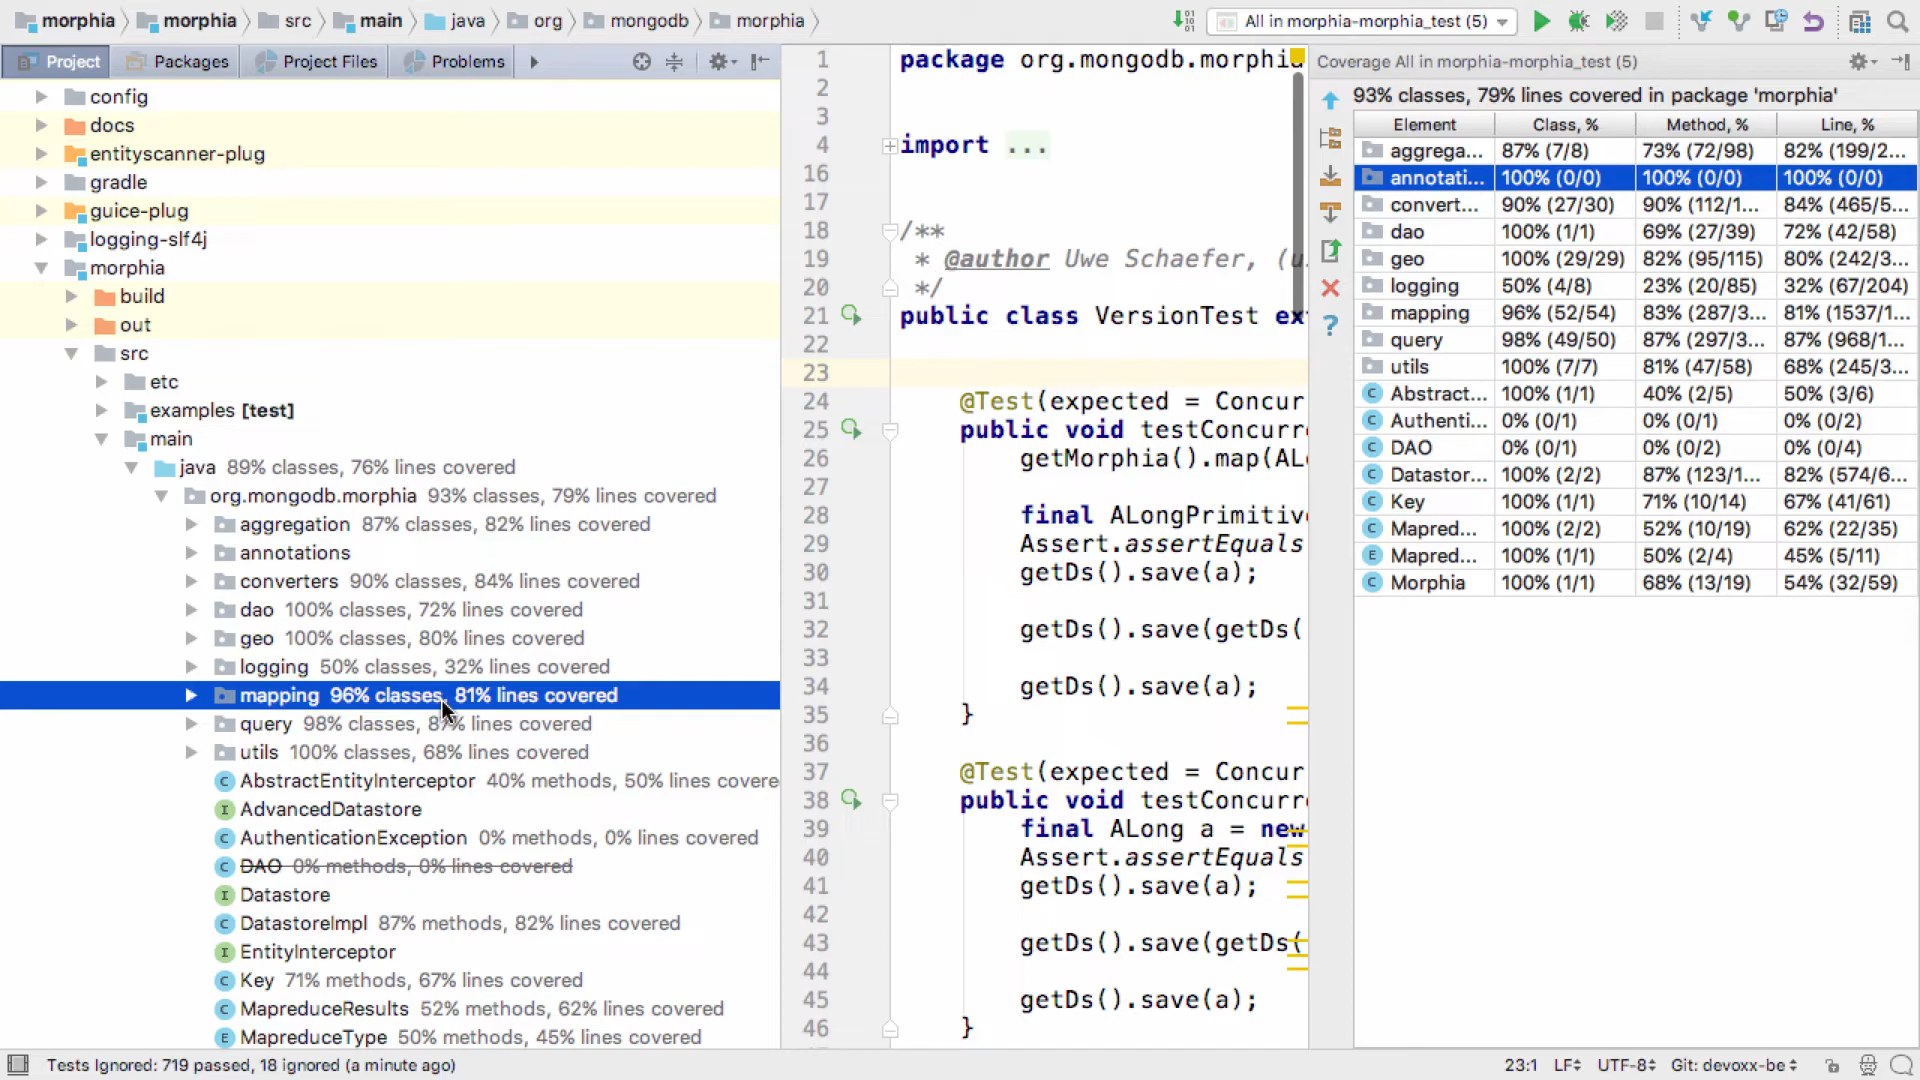 morphia morphia src main java org mongodb morphia
All in morphia-morphia_test (5)
Project Packages Project Files Problems
config
docs
entityscanner-plug
gradle
guice-plug
logging-slf4j
morphia
build
out
src
etc
examples [test]
main
java 89% classes, 76% lines covered
org.mongodb.morphia 93% classes, 79% lines covered
aggregation 87% classes, 82% lines covered
annotations
converters 90% classes, 84% lines covered
dao 100% classes, 72% lines covered
geo 100% classes, 80% lines covered
logging 50% classes, 32% lines covered
mapping 96% classes, 81% lines covered
query 98% classes, 87% lines covered
utils 100% classes, 68% lines covered
AbstractEntityInterceptor 40% methods, 50% lines covere
AdvancedDatastore
AuthenticationException 0% methods, 0% lines covered
DAO 0% methods, 0% lines covered
Datastore
DatastoreImpl 87% methods, 82% lines covered
EntityInterceptor
Key 71% methods, 67% lines covered
MapreduceResults 52% methods, 62% lines covered
MapreduceType 50% methods, 45% lines covered
1 package org.mongodb.morphia
2
3
4 import ...
16
17
18 /**
19 * @author Uwe Schaefer, (u
20 */
21 public class VersionTest ex
22
23
24 @Test(expected = Concur
25 public void testConcurr
26 getMorphia().map(AL
27
28 final ALongPrimitiv
29 Assert.assertEquals
30 getDs().save(a);
31
32 getDs().save(getDs(
33
34 getDs().save(a);
35 }
36
37 @Test(expected = Concur
38 public void testConcurr
39 final ALong a = new
40 Assert.assertEquals
41 getDs().save(a);
42
43 getDs().save(getDs(
44
45 getDs().save(a);
46 }
Coverage All in morphia-morphia_test (5)
93% classes, 79% lines covered in package 'morphia'
Element Class, % Method, % Line, %
aggrega... 87% (7/8) 73% (72/98) 82% (199/2...
annotati... 100% (0/0) 100% (0/0) 100% (0/0)
convert... 90% (27/30) 90% (112/1... 84% (465/5...
dao 100% (1/1) 69% (27/39) 72% (42/58)
geo 100% (29/29) 82% (95/115) 80% (242/3...
logging 50% (4/8) 23% (20/85) 32% (67/204)
mapping 96% (52/54) 83% (287/3... 81% (1537/1...
query 98% (49/50) 87% (297/3... 87% (968/1...
utils 100% (7/7) 81% (47/58) 68% (245/3...
Abstract... 100% (1/1) 40% (2/5) 50% (3/6)
Authenti... 0% (0/1) 0% (0/1) 0% (0/2)
DAO 0% (0/1) 0% (0/2) 0% (0/4)
Datastor... 100% (2/2) 87% (123/1... 82% (574/6...
Key 100% (1/1) 71% (10/14) 67% (41/61)
Mapred... 100% (2/2) 52% (10/19) 62% (22/35)
Mapred... 100% (1/1) 50% (2/4) 45% (5/11)
Morphia 100% (1/1) 68% (13/19) 54% (32/59)
Tests Ignored: 719 passed, 18 ignored (a minute ago)
23:1 LF UTF-8 Git: devoxx-be